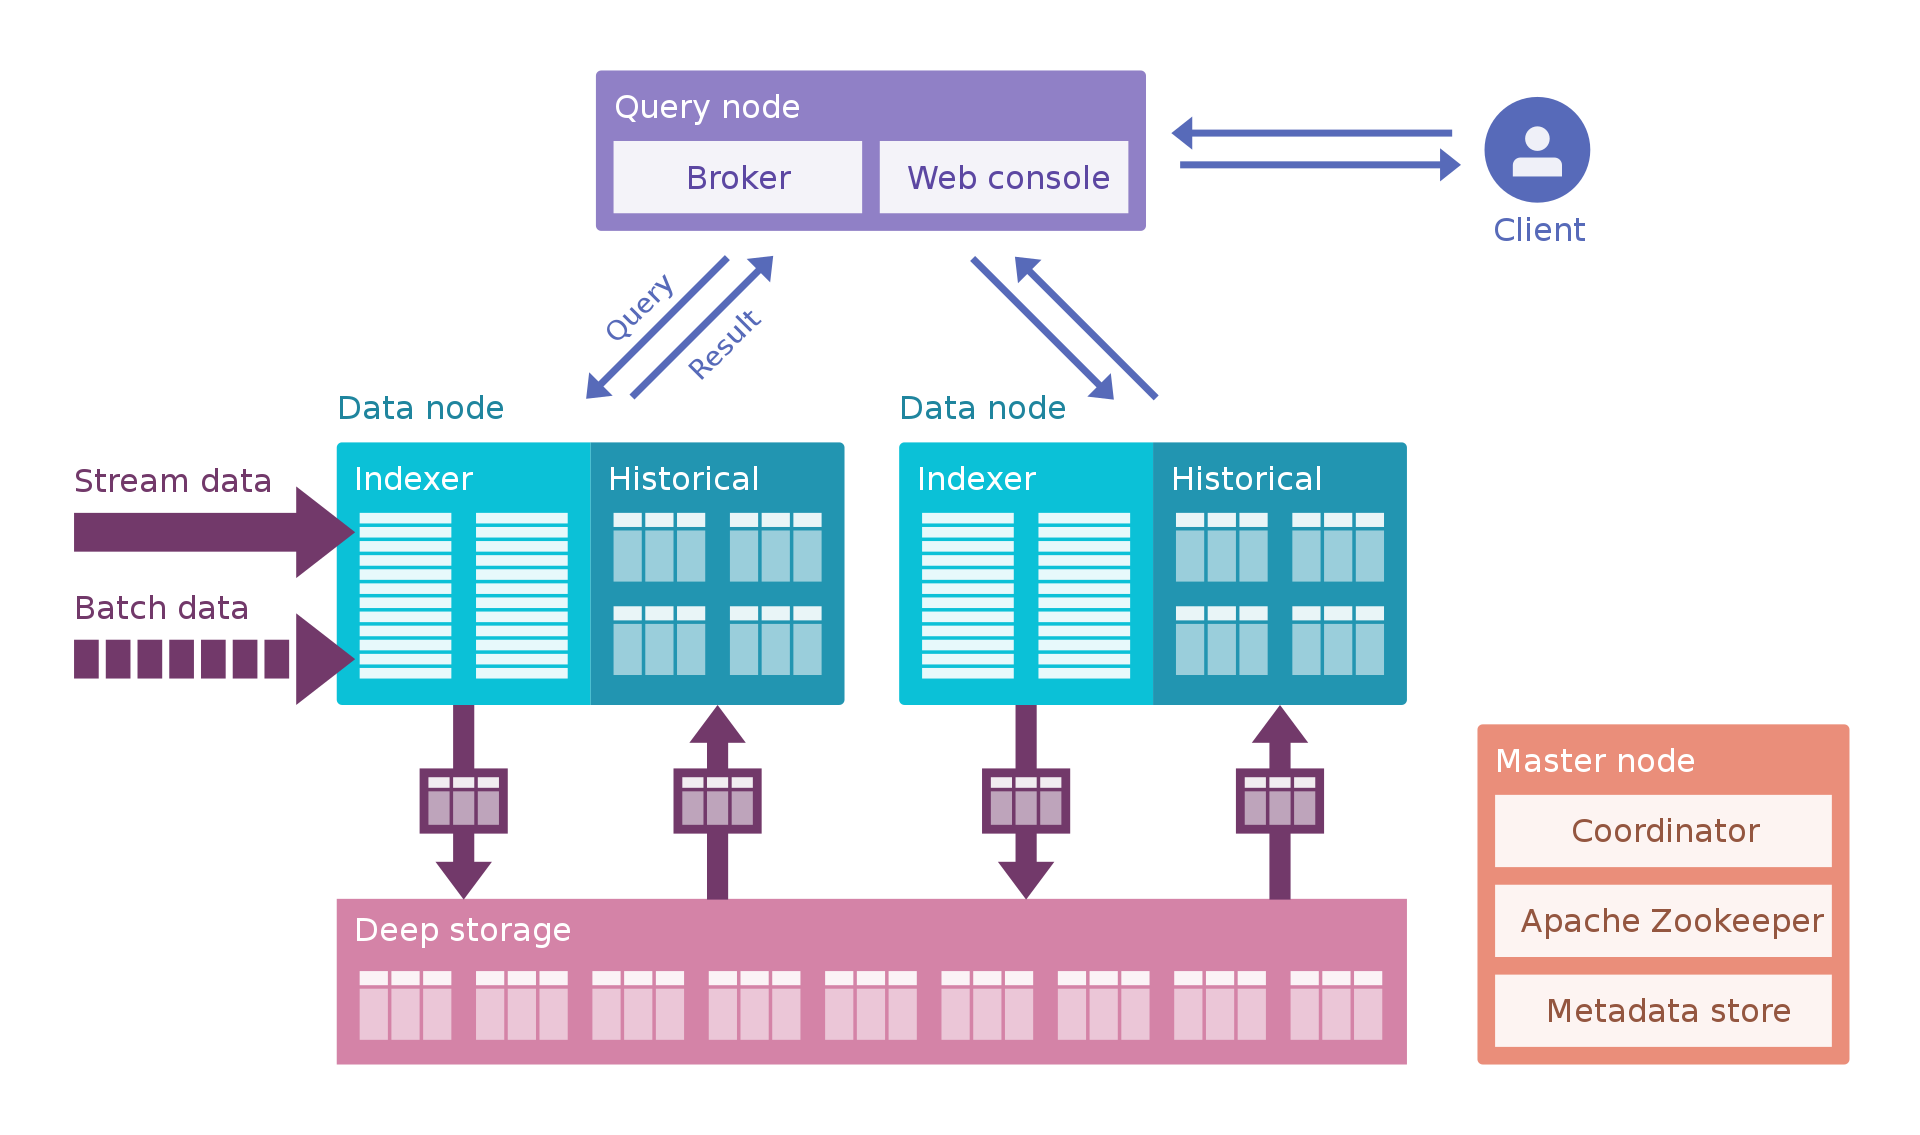 Query node
Broker
Web console
Client
Query
Result
Data node
Data node
Stream data
Indexer
Historical
Indexer
Historical
Batch data
Master node
Coordinator
Apache Zookeeper
Metadata store
Deep storage